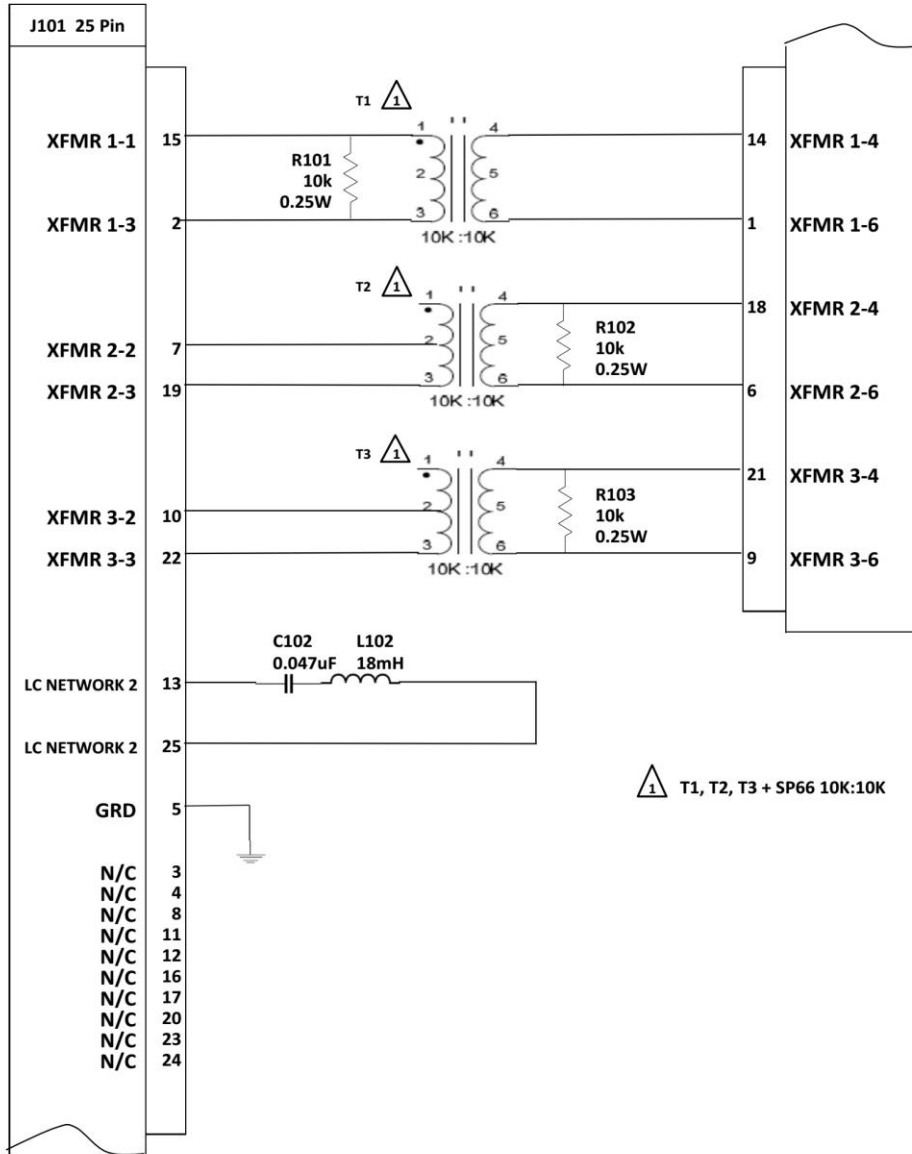 J101 25 Pin
T1 1
XFMR 1-1 15 1 4 14 XFMR 1-4
R101
10k
0.25W
2 5
XFMR 1-3 2 3 6 1 XFMR 1-6
10K :10K
T2 1
1 4 18 XFMR 2-4
R102
10k
0.25W
XFMR 2-2 7 2 5
XFMR 2-3 19 3 6 6 XFMR 2-6
10K :10K
T3 1
1 4 21 XFMR 3-4
R103
10k
0.25W
XFMR 3-2 10 2 5
XFMR 3-3 22 3 6 9 XFMR 3-6
10K :10K
C102 L102
0.047uF 18mH
LC NETWORK 2 13
LC NETWORK 2 25
1 T1, T2, T3 + SP66 10K:10K
GRD 5
N/C 3
N/C 4
N/C 8
N/C 11
N/C 12
N/C 16
N/C 17
N/C 20
N/C 23
N/C 24